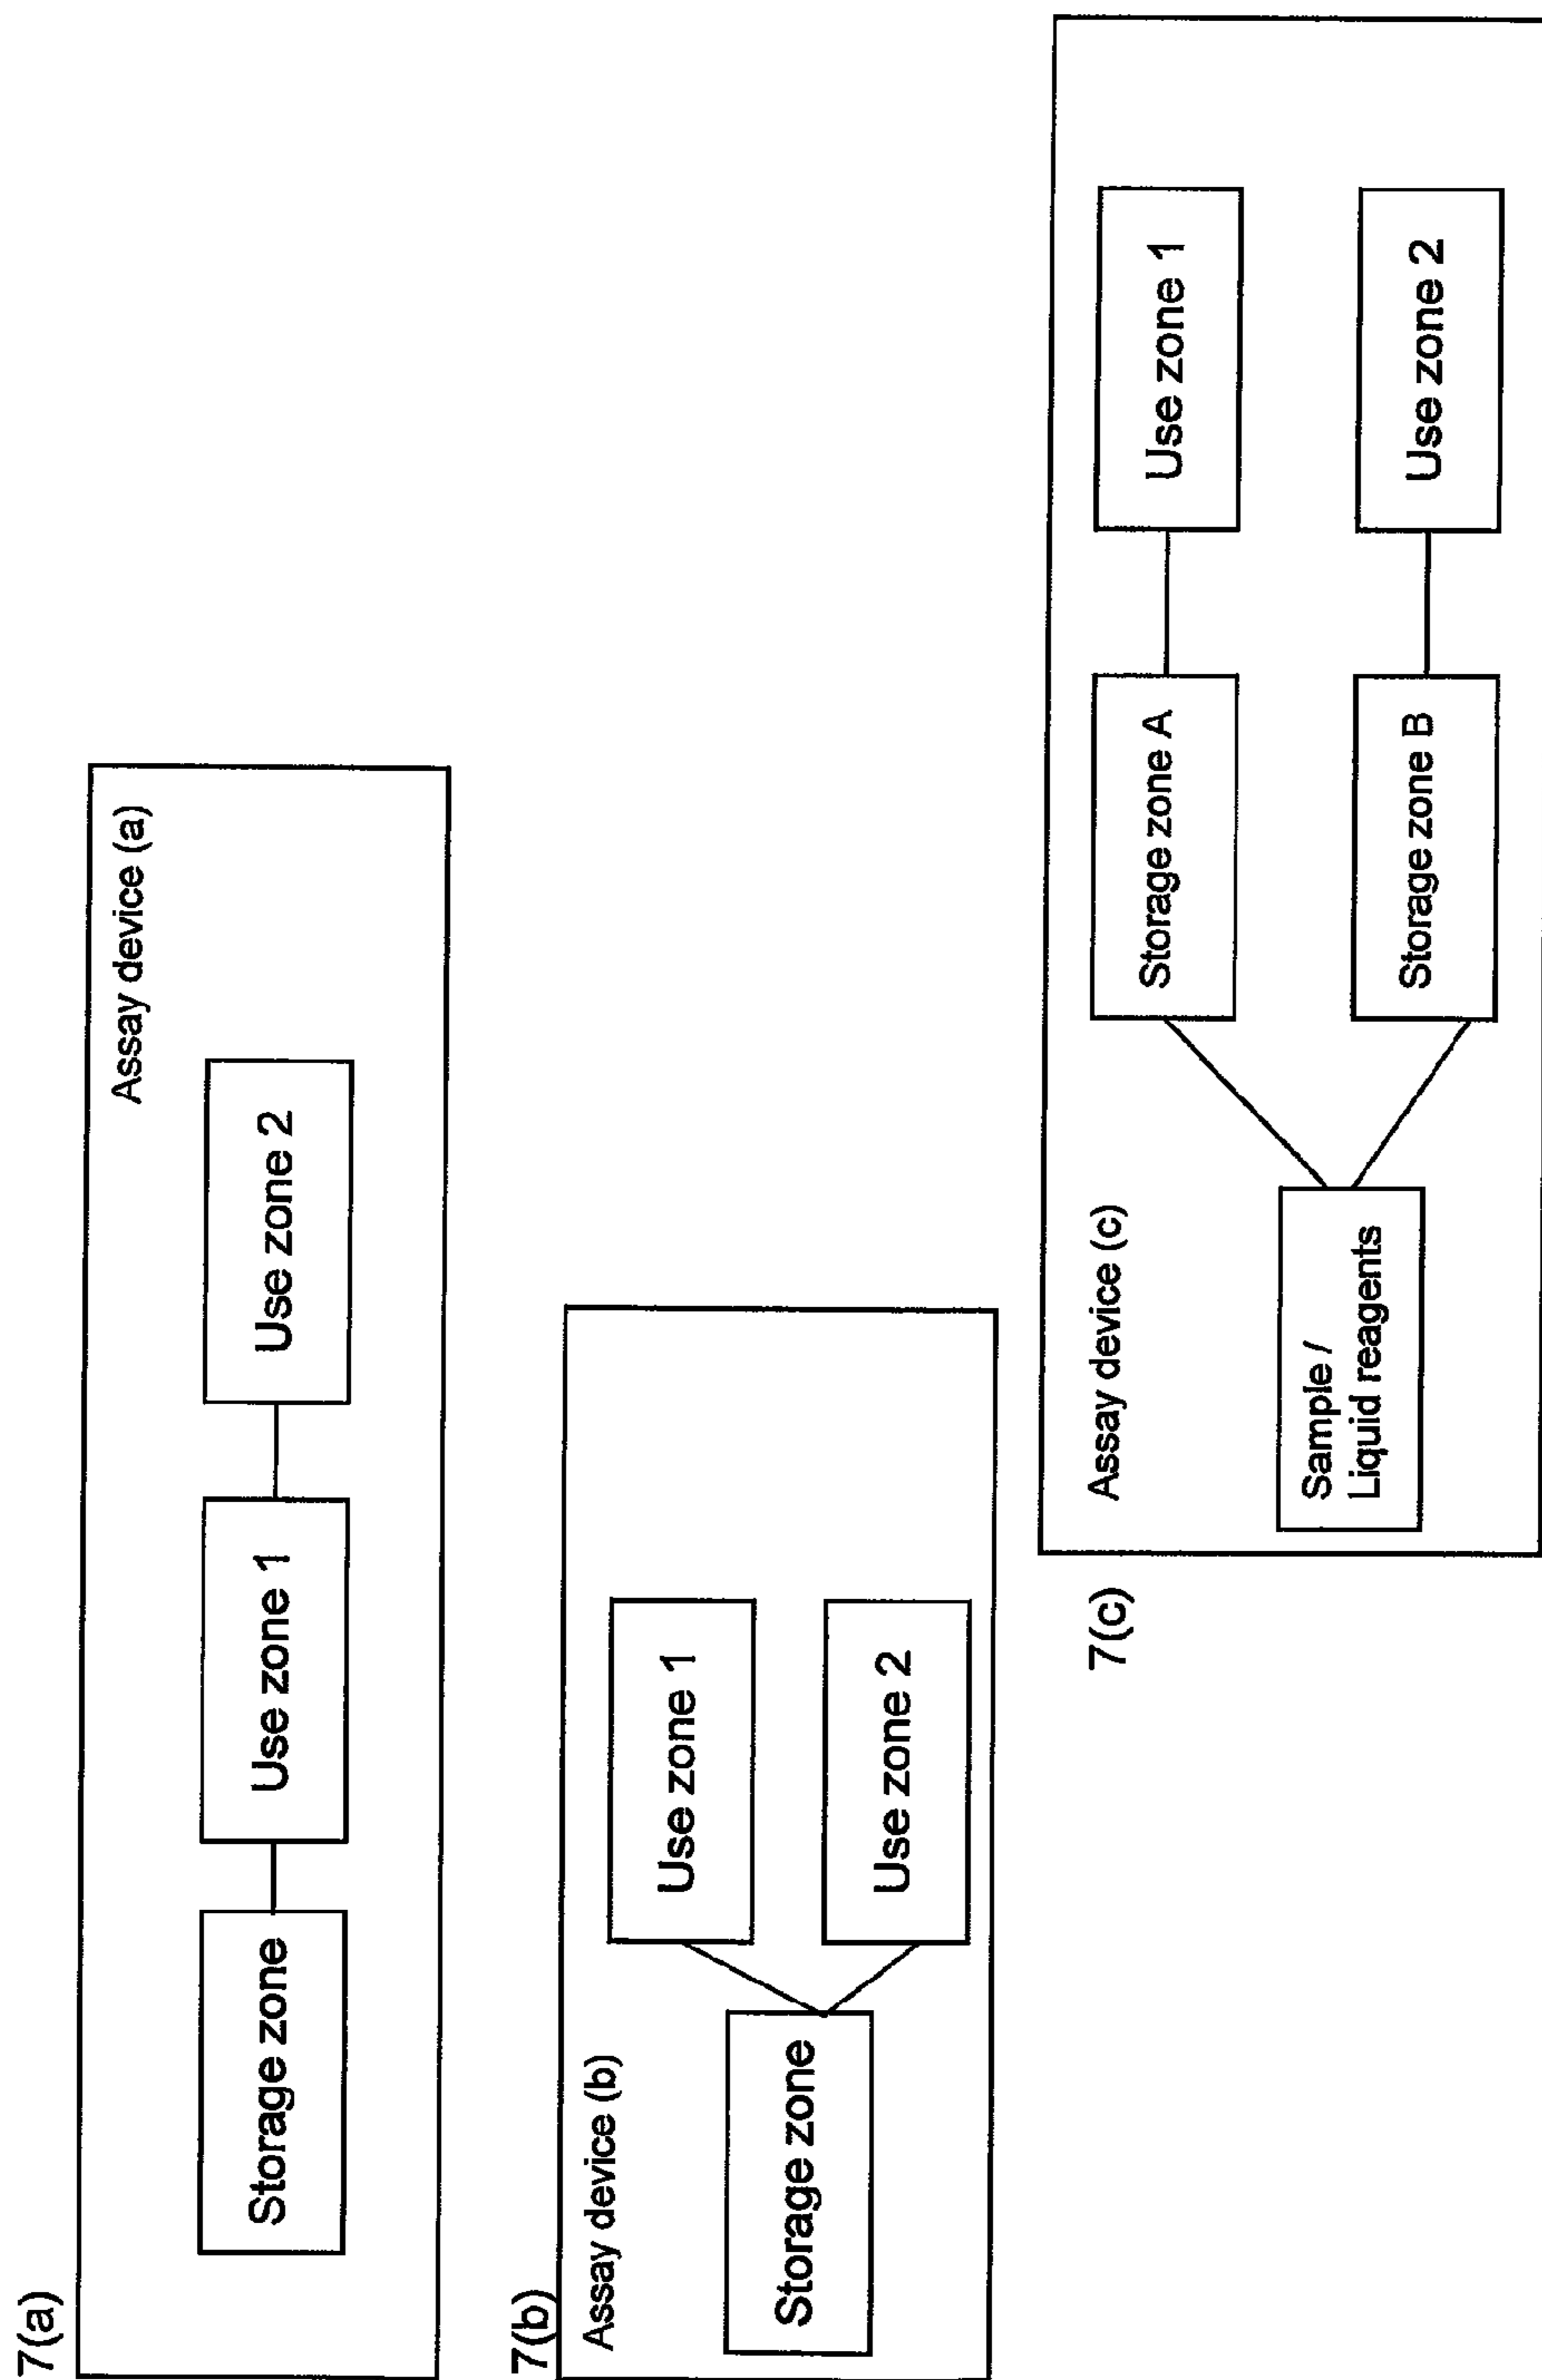 7(a)
Assay device (a)
Storage zone
Use zone 1
Use zone 2
7(b)
Assay device (b)
Storage zone
Use zone 1
Use zone 2
7(c)
Assay device (c)
Sample /
Liquid reagents
Storage zone A
Use zone 1
Storage zone B
Use zone 2